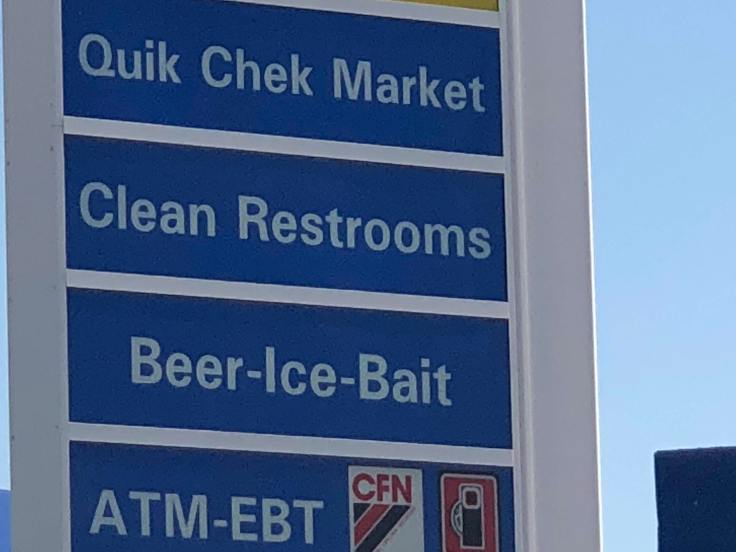 Quik Chek Market
Clean Restrooms
Beer-Ice-Bait
ATM-EBT CFN